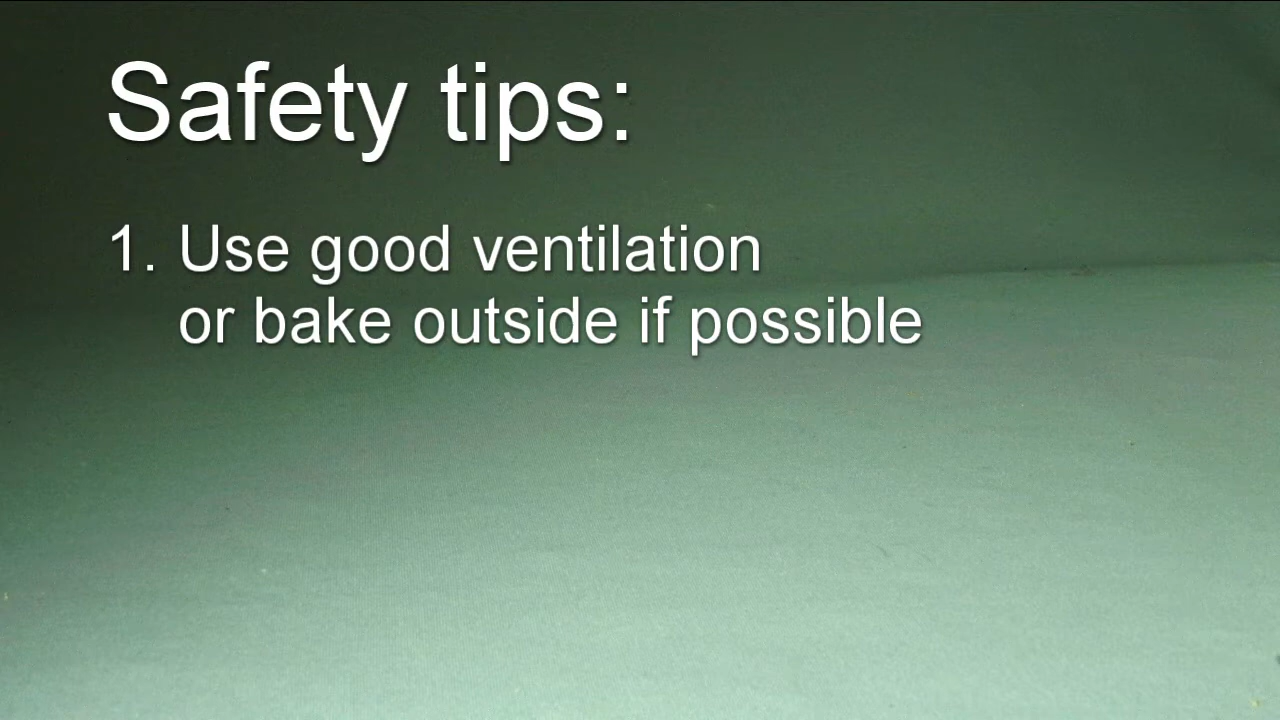 Safety tips:
1. Use good ventilation
or bake outside if possible